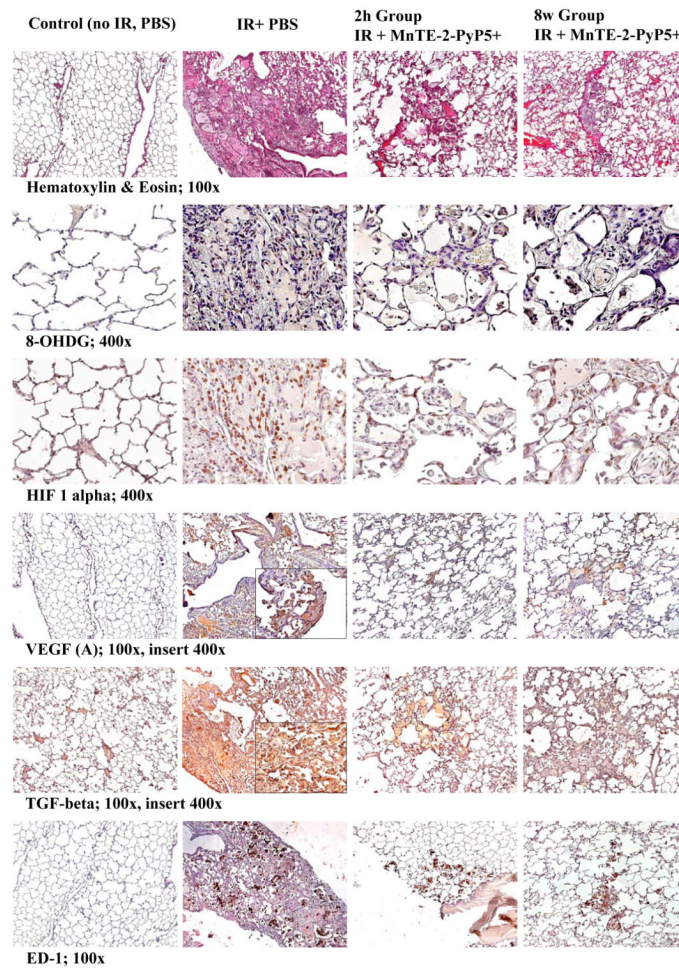 Control (no IR, PBS)
IR+ PBS
2h Group
IR + MnTE-2-PyP5+
8w Group
IR + MnTE-2-PyP5+
Hematoxylin & Eosin; 100x
8-OHDG; 400x
HIF 1 alpha; 400x
VEGF (A); 100x, insert 400x
TGF-beta; 100x, insert 400x
ED-1; 100x